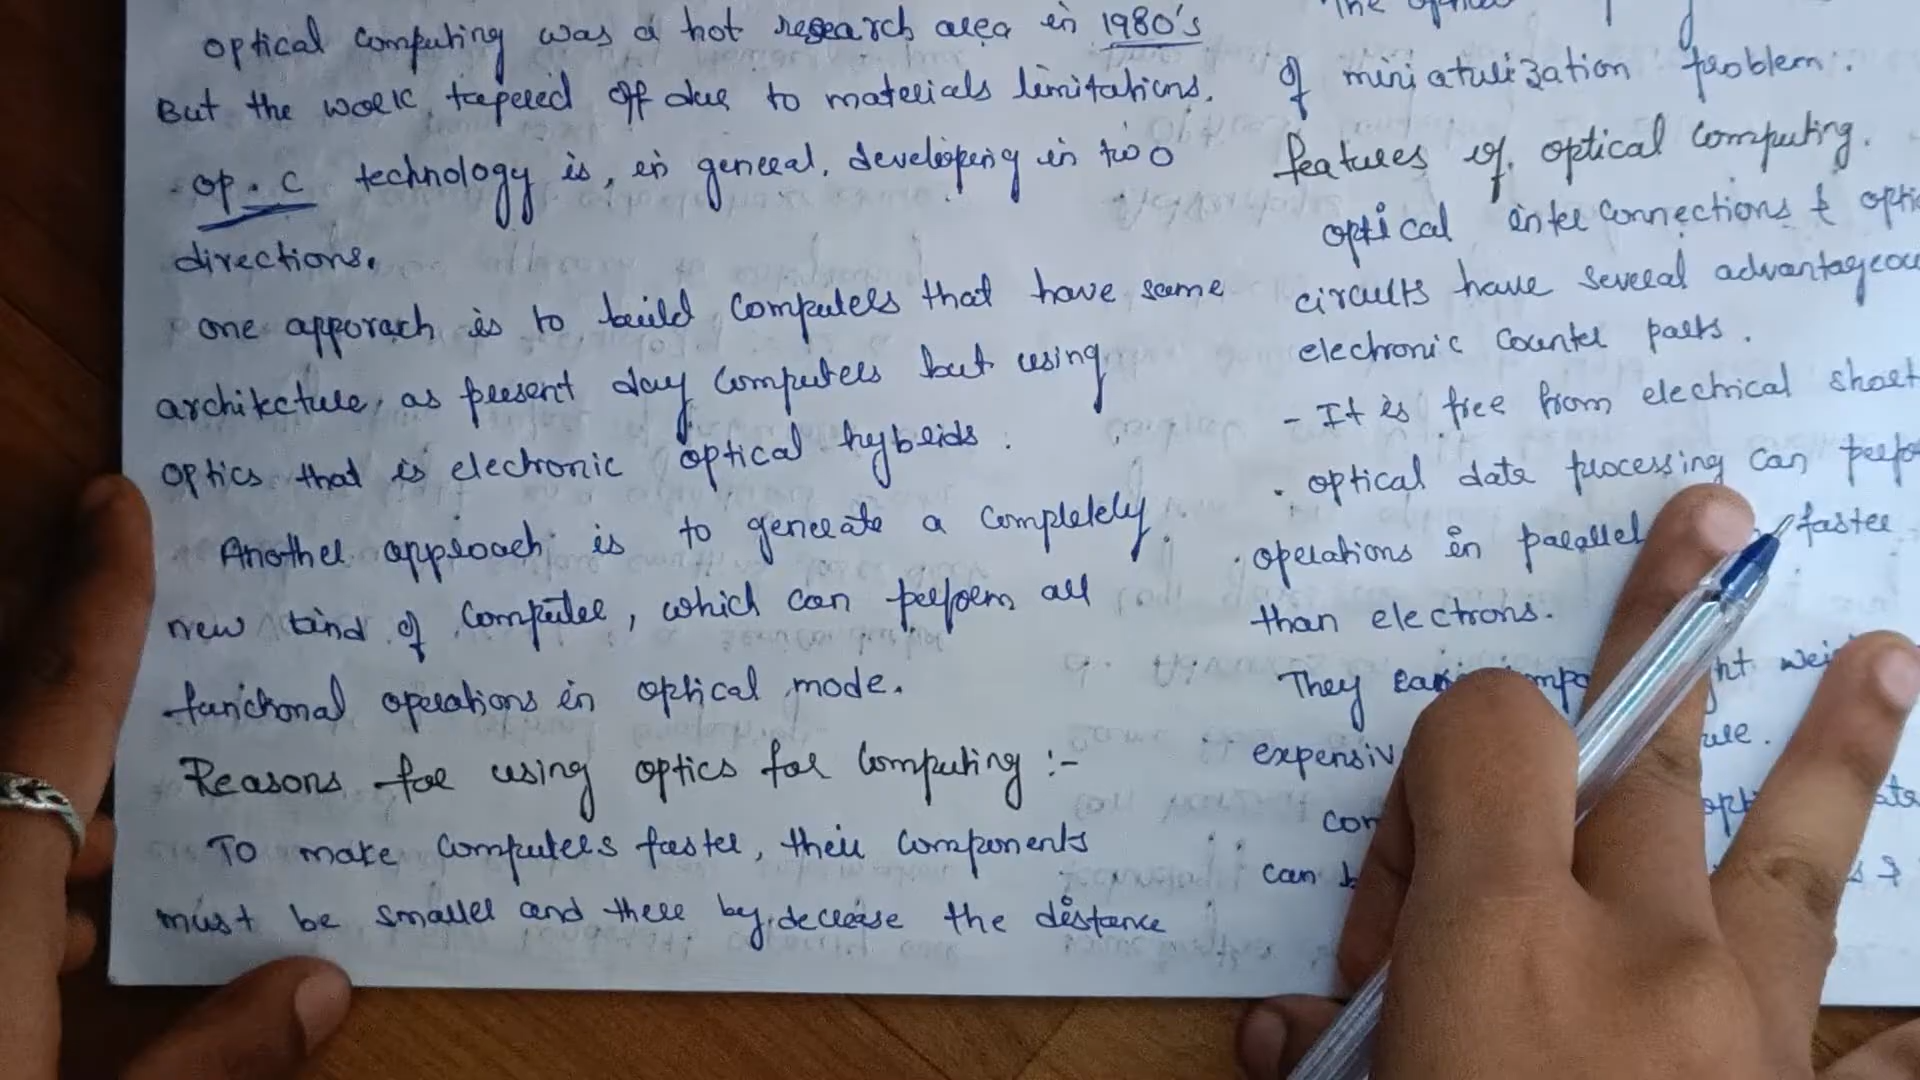 optical computing was a hot research area in 1980's
But the work tapered off due to materials limitations.
op. c technology is, in general, developing in two
directions.
one apporach is to build computers that have same
architecture, as present day computers but using
optics that is electronic optical hybrids.
Another approach is to generate a completely
new kind of computer, which can perform all
functional operations in optical mode.
Reasons for using optics for computing :-
To make computers faster, their components
must be smaller and there by decrease the distance
The
of miniaturization problem.
features of optical computing.
optical inter connections &
circuits have several
electronic counter parts.
- It is free from electrical short
. optical data processing can
. operations in parallel faster
than electrons.
They
can